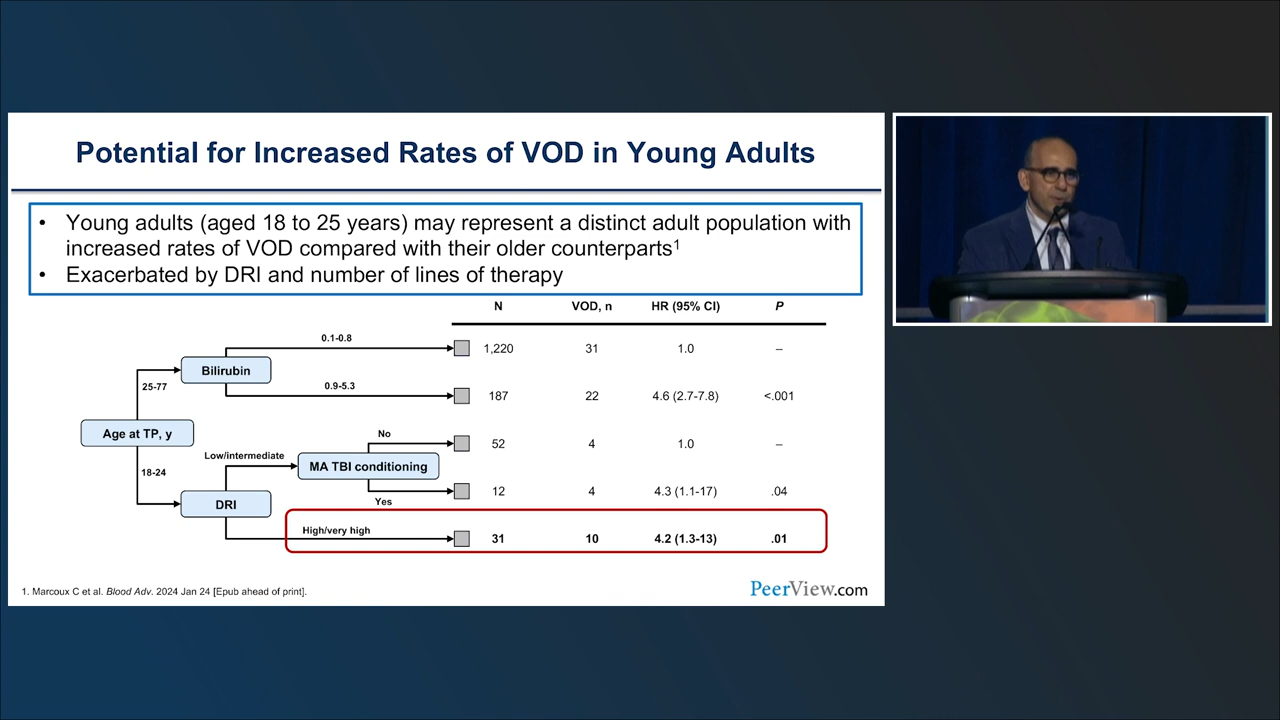 Potential for Increased Rates of VOD in Young Adults
• Young adults (aged 18 to 25 years) may represent a distinct adult population with
increased rates of VOD compared with their older counterparts1
• Exacerbated by DRI and number of lines of therapy
N VOD, n HR (95% CI) P
0.1-0.8 1,220 31 1.0 –
Bilirubin
25-77 0.9-5.3 187 22 4.6 (2.7-7.8) <.001
Age at TP, y
No 52 4 1.0 –
Low/intermediate MA TBI conditioning
18-24
Yes 12 4 4.3 (1.1-17) .04
DRI
High/very high 31 10 4.2 (1.3-13) .01
1. Marcoux C et al. Blood Adv. 2024 Jan 24 [Epub ahead of print].
PeerView.com